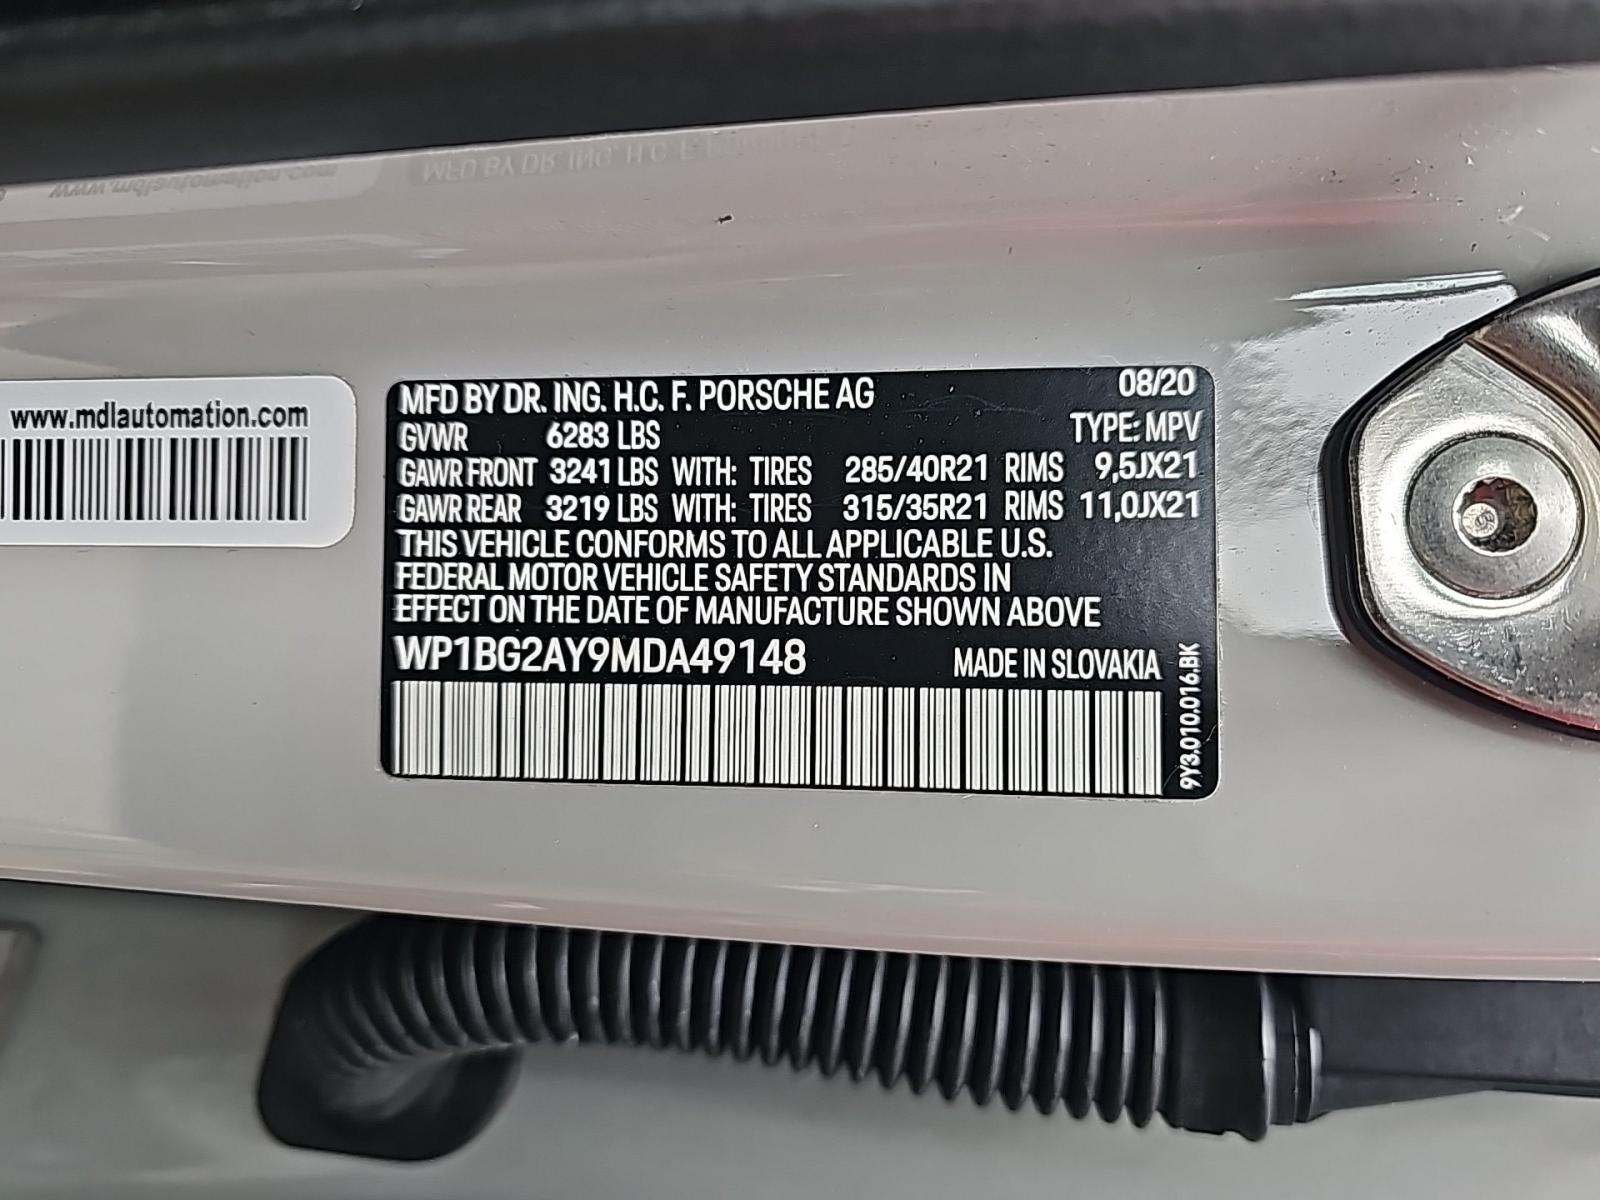 www.mdlautomation.com
MFD BY DR. ING. H.C. F. PORSCHE AG 08/20
GVWR 6283 LBS TYPE: MPV
GAWR FRONT 3241 LBS WITH: TIRES 285/40R21 RIMS 9,5JX21
GAWR REAR 3219 LBS WITH: TIRES 315/35R21 RIMS 11,0JX21
THIS VEHICLE CONFORMS TO ALL APPLICABLE U.S.
FEDERAL MOTOR VEHICLE SAFETY STANDARDS IN
EFFECT ON THE DATE OF MANUFACTURE SHOWN ABOVE
WP1BG2AY9MDA49148 MADE IN SLOVAKIA
9Y3.010.016.BK